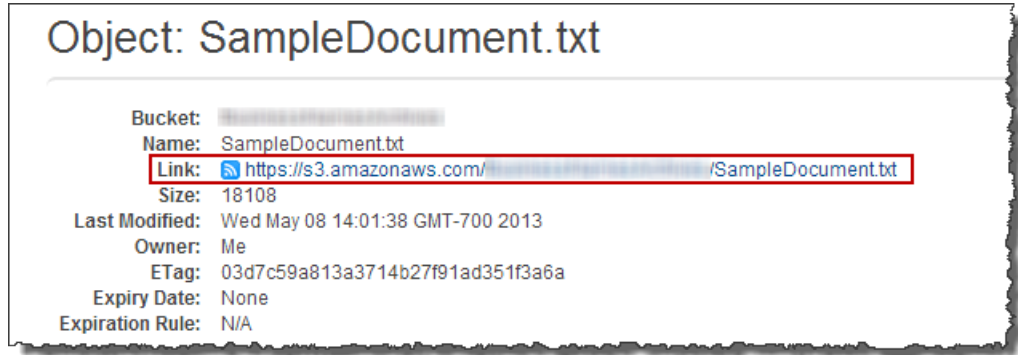 Object: SampleDocument.txt
Bucket:
Name: SampleDocument.txt
Link: https://s3.amazonaws.com/ /SampleDocument.txt
Size: 18108
Last Modified: Wed May 08 14:01:38 GMT-700 2013
Owner: Me
ETag: 03d7c59a813a3714b27f91ad351f3a6a
Expiry Date: None
Expiration Rule: N/A